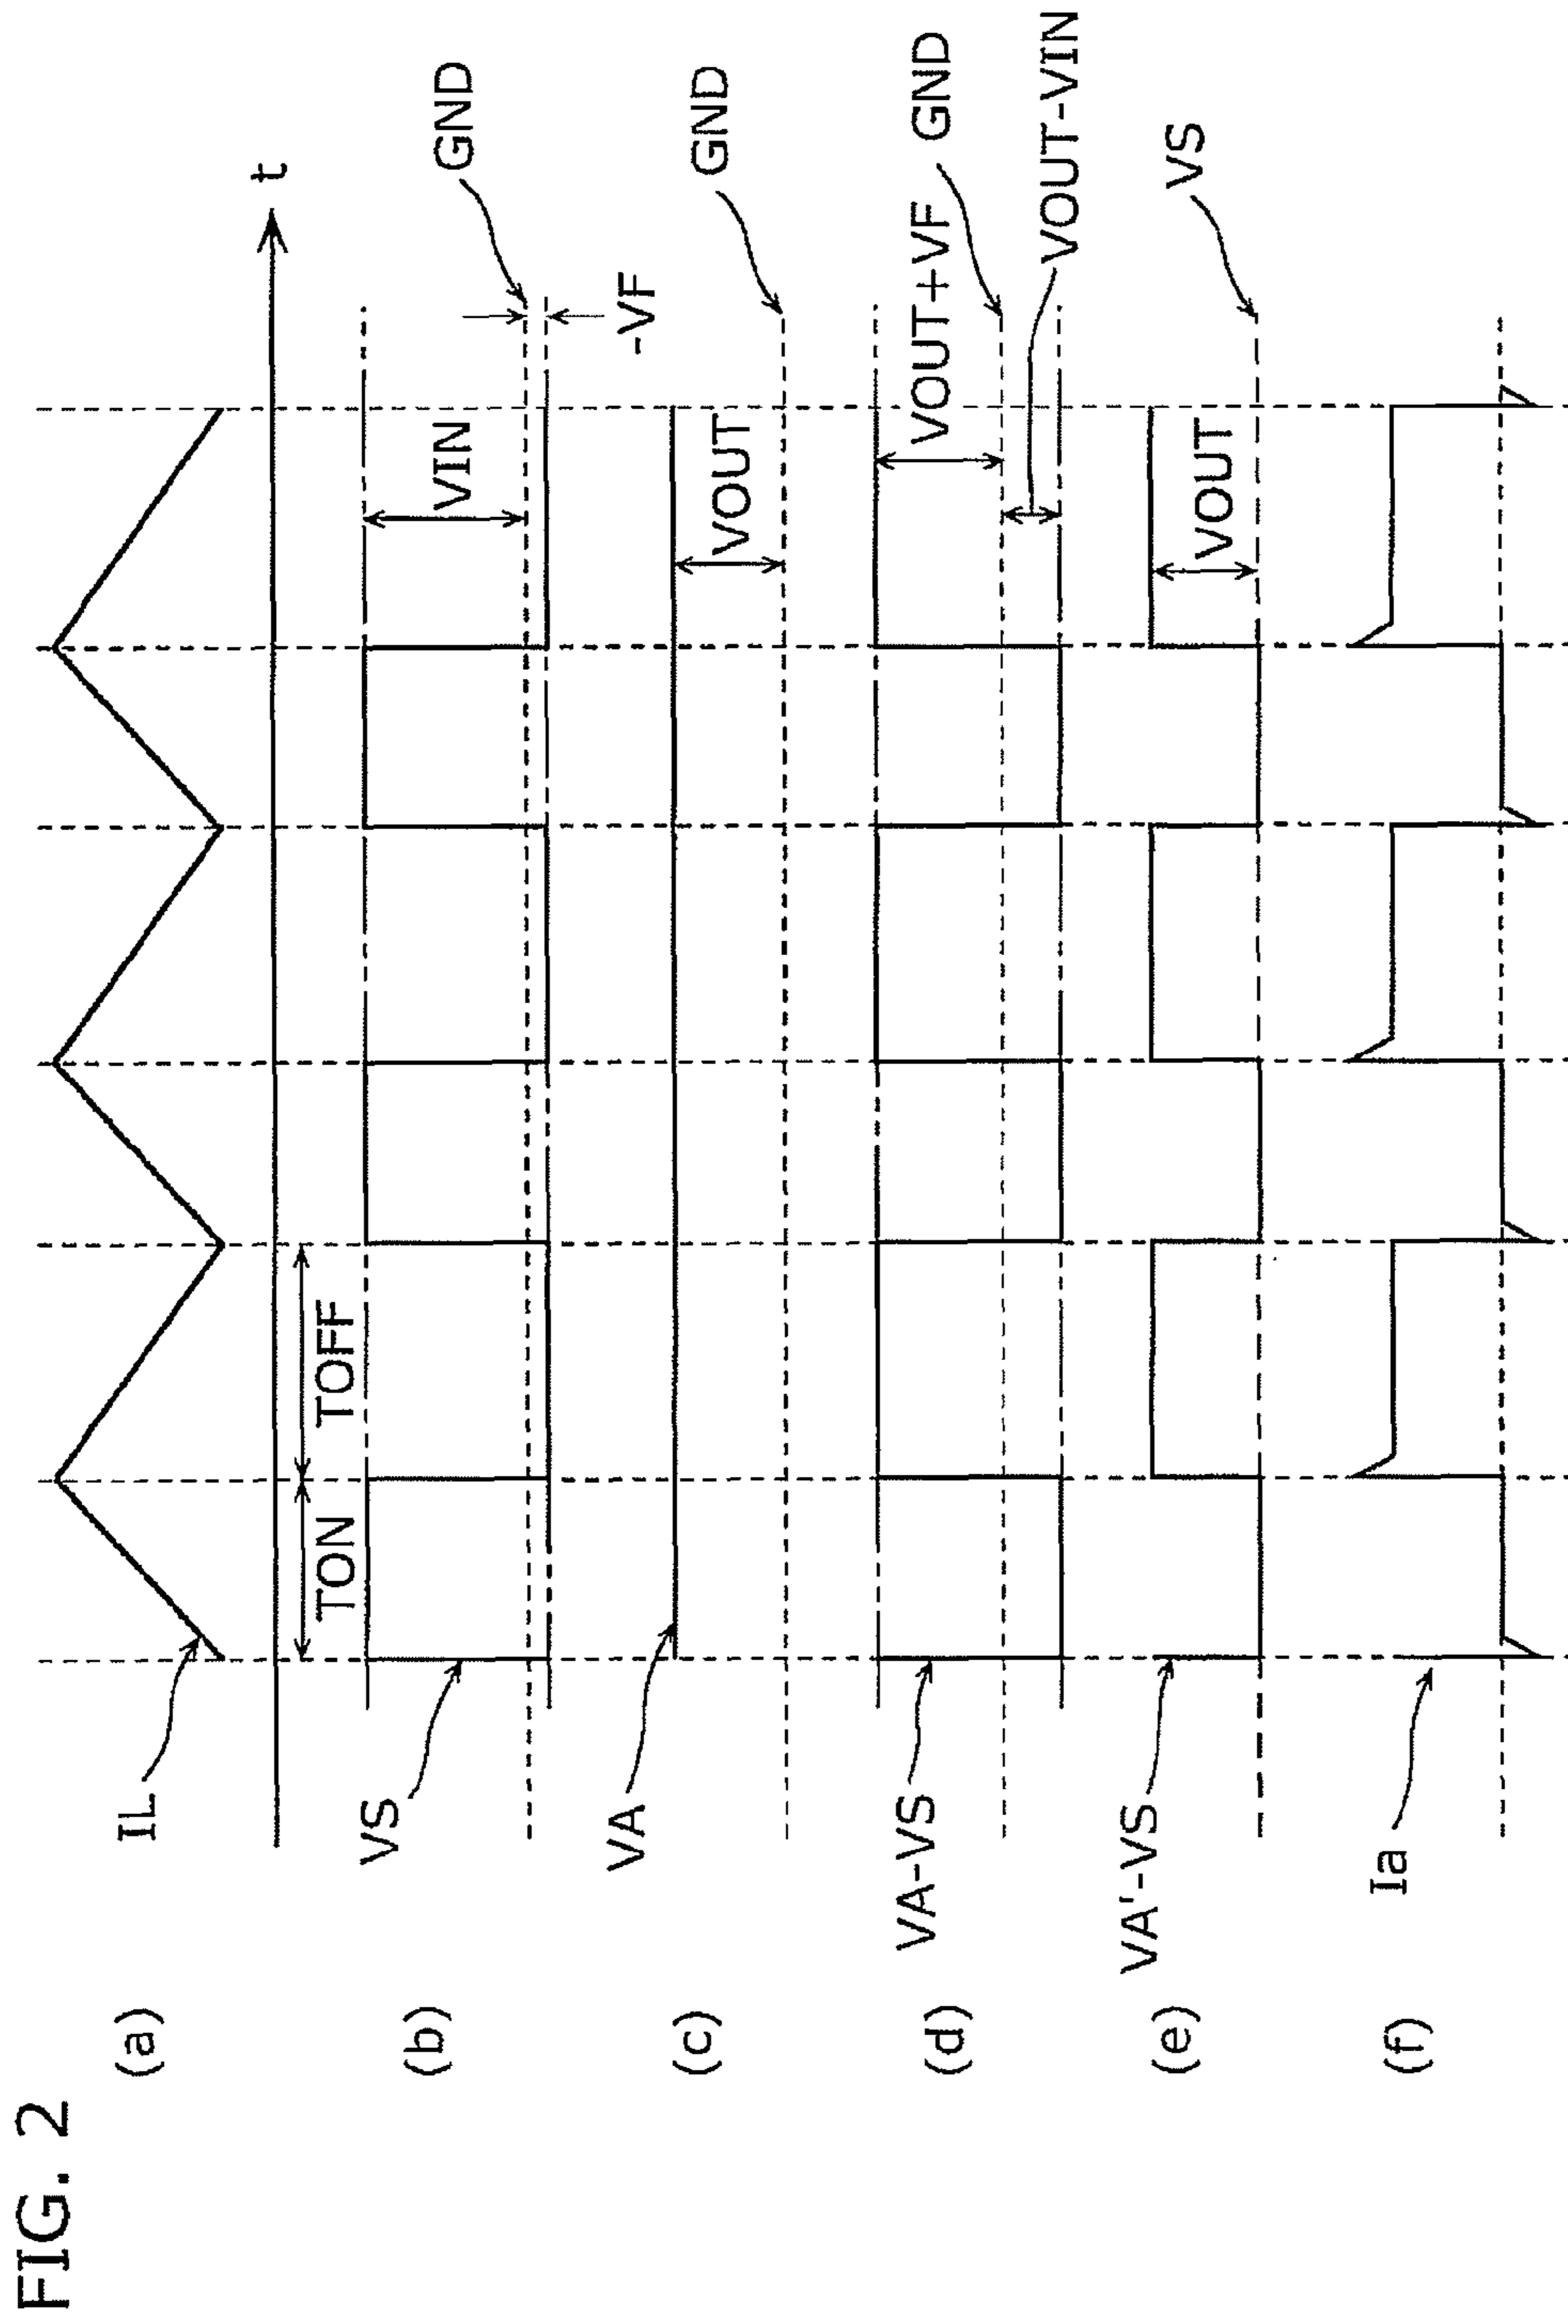 FIG. 2
(a)
IL
t
TON
TOFF
(b)
VS
VIN
GND
-VF
(c)
VA
VOUT
GND
(d)
VA-VS
VOUT+VF
GND
VOUT-VIN
(e)
VA'-VS
VOUT
VS
(f)
Ia